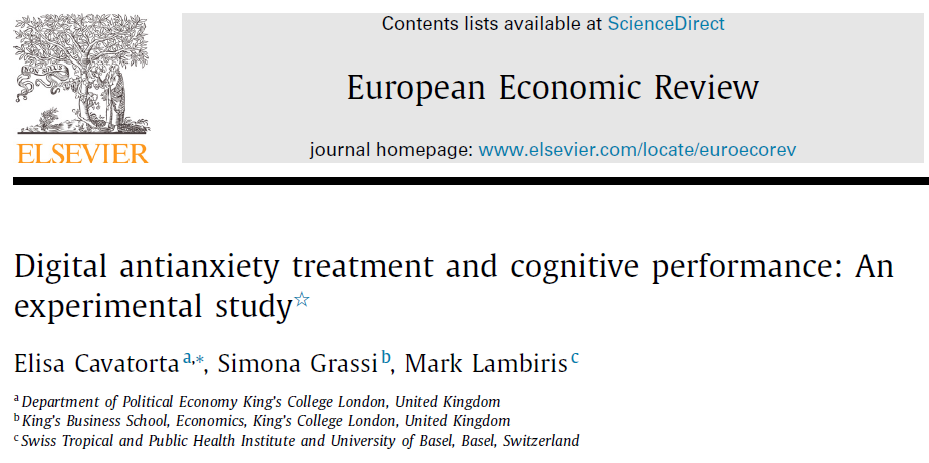 Contents lists available at ScienceDirect
European Economic Review
journal homepage: www.elsevier.com/locate/euroecorev
ELSEVIER
Digital antianxiety treatment and cognitive performance: An
experimental study☆
Elisa Cavatorta a,*, Simona Grassi b, Mark Lambiris c
a Department of Political Economy King's College London, United Kingdom
b King's Business School, Economics, King's College London, United Kingdom
c Swiss Tropical and Public Health Institute and University of Basel, Basel, Switzerland